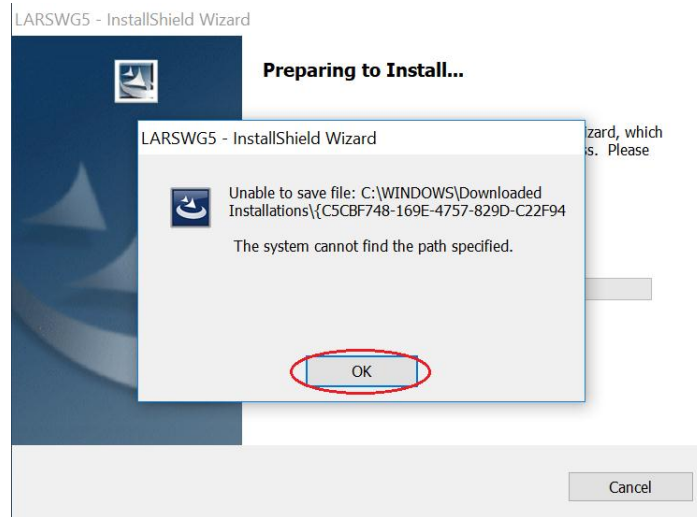 LARSWG5 - InstallShield Wizard
Preparing to Install...
izard, which
ss. Please
LARSWG5 - InstallShield Wizard
Unable to save file: C:\WINDOWS\Downloaded
Installations\{C5CBF748-169E-4757-829D-C22F94
The system cannot find the path specified.
OK
Cancel